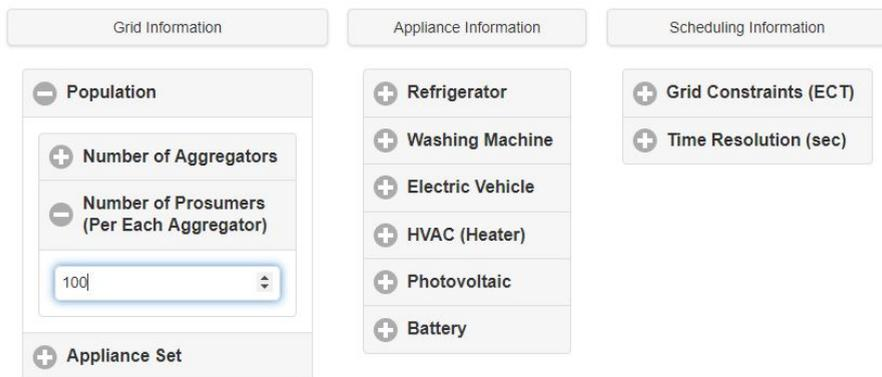 Grid Information
Appliance Information
Scheduling Information
Population
Number of Aggregators
Number of Prosumers
(Per Each Aggregator)
100
Appliance Set
Refrigerator
Washing Machine
Electric Vehicle
HVAC (Heater)
Photovoltaic
Battery
Grid Constraints (ECT)
Time Resolution (sec)